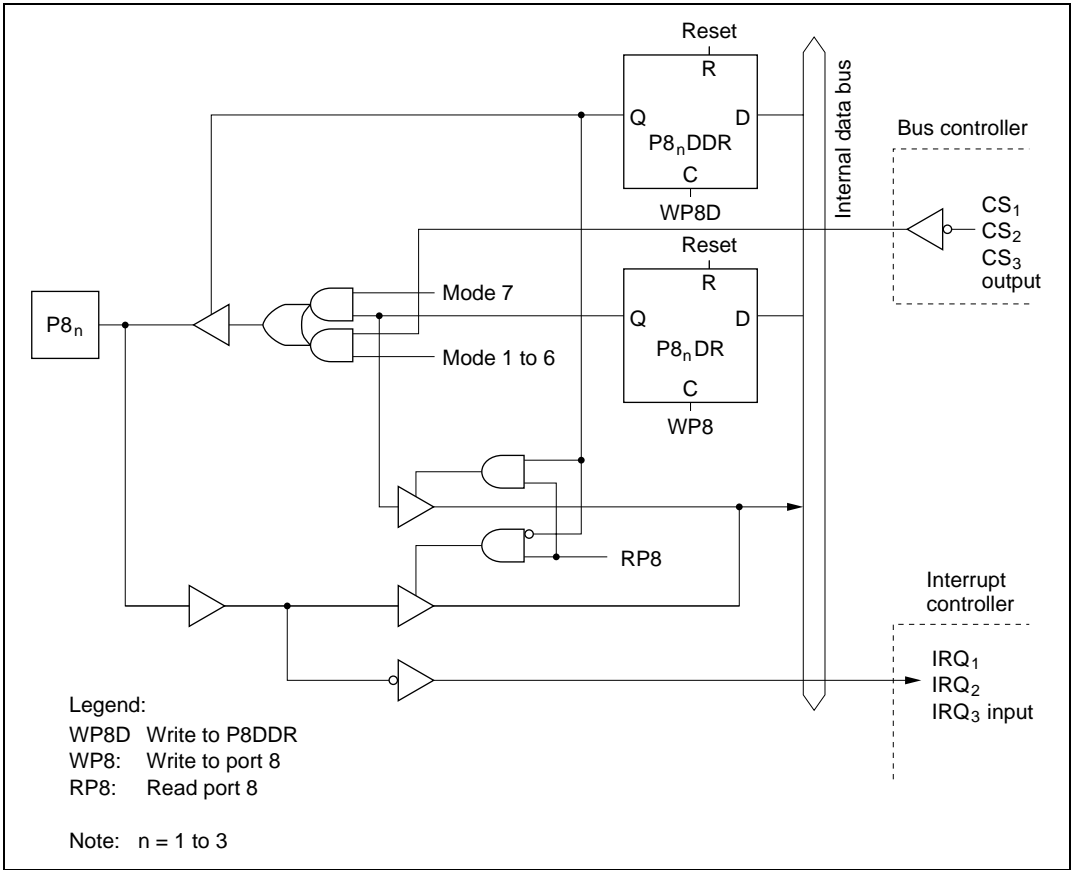 Reset
R
Q
D
P8nDDR
C
WP8D
Internal data bus
Bus controller
CS1
CS2
CS3
output
Reset
R
Mode 7
Q
D
P8n
P8nDR
Mode 1 to 6
C
WP8
RP8
Interrupt
controller
IRQ1
IRQ2
IRQ3 input
Legend:
WP8D Write to P8DDR
WP8: Write to port 8
RP8: Read port 8
Note: n = 1 to 3